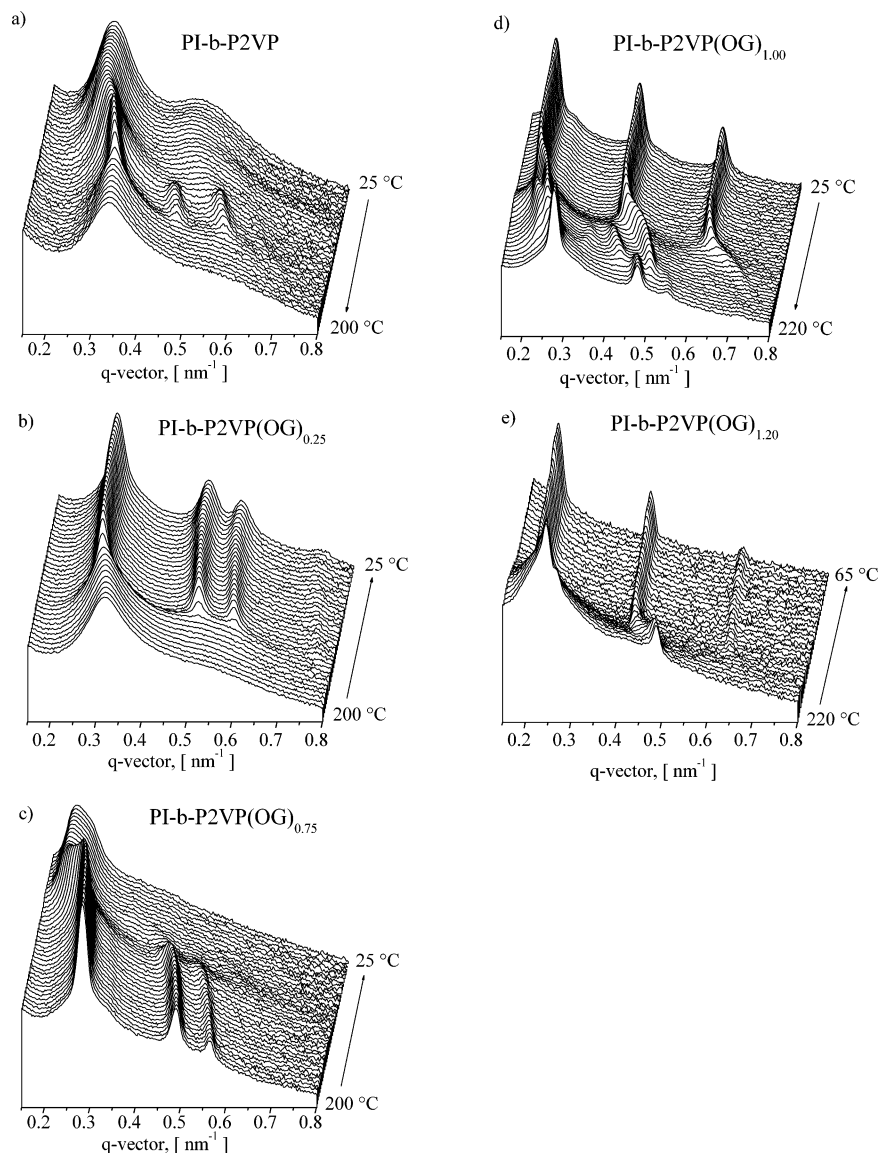 a)
PI-b-P2VP
25 °C
200 °C
0.2 0.3 0.4 0.5 0.6 0.7 0.8
q-vector, [ nm-1 ]
b)
PI-b-P2VP(OG)0.25
25 °C
200 °C
0.2 0.3 0.4 0.5 0.6 0.7 0.8
q-vector, [ nm-1 ]
c)
PI-b-P2VP(OG)0.75
25 °C
200 °C
0.2 0.3 0.4 0.5 0.6 0.7 0.8
q-vector, [ nm-1 ]
d)
PI-b-P2VP(OG)1.00
25 °C
220 °C
0.2 0.3 0.4 0.5 0.6 0.7 0.8
q-vector, [ nm-1 ]
e)
PI-b-P2VP(OG)1.20
65 °C
220 °C
0.2 0.3 0.4 0.5 0.6 0.7 0.8
q-vector, [ nm-1 ]